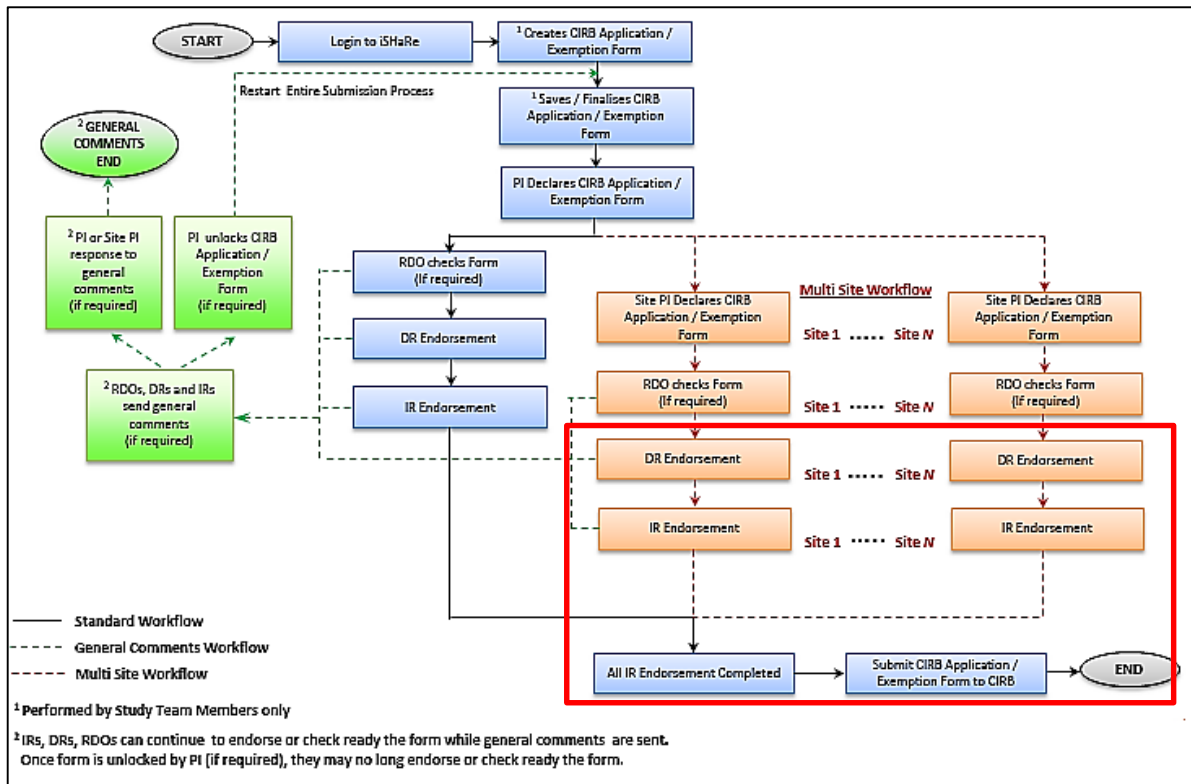 START
Login to iSHaRe
1 Creates CIRB Application /
Exemption Form
Restart Entire Submission Process
1 Saves / Finalises CIRB
Application / Exemption
Form
2 GENERAL
COMMENTS
END
PI Declares CIRB Application /
Exemption Form
2 PI or Site PI
response to
general
comments
(if required)
PI unlocks CIRB
Application /
Exemption
Form
(if required)
RDO checks Form
(If required)
Multi Site Workflow
Site PI Declares CIRB
Application / Exemption
Form
Site 1 ..... Site N
Site PI Declares CIRB
Application / Exemption
Form
DR Endorsement
2 RDOs, DRs and IRs
send general
comments
(if required)
IR Endorsement
RDO checks Form
(If required)
Site 1 ..... Site N
RDO checks Form
(If required)
DR Endorsement
Site 1 ..... Site N
DR Endorsement
IR Endorsement
Site 1 ..... Site N
IR Endorsement
Standard Workflow
General Comments Workflow
Multi Site Workflow
All IR Endorsement Completed
Submit CIRB Application /
Exemption Form to CIRB
END
1 Performed by Study Team Members only
2 IRs, DRs, RDOs can continue to endorse or check ready the form while general comments are sent.
Once form is unlocked by PI (if required), they may no long endorse or check ready the form.